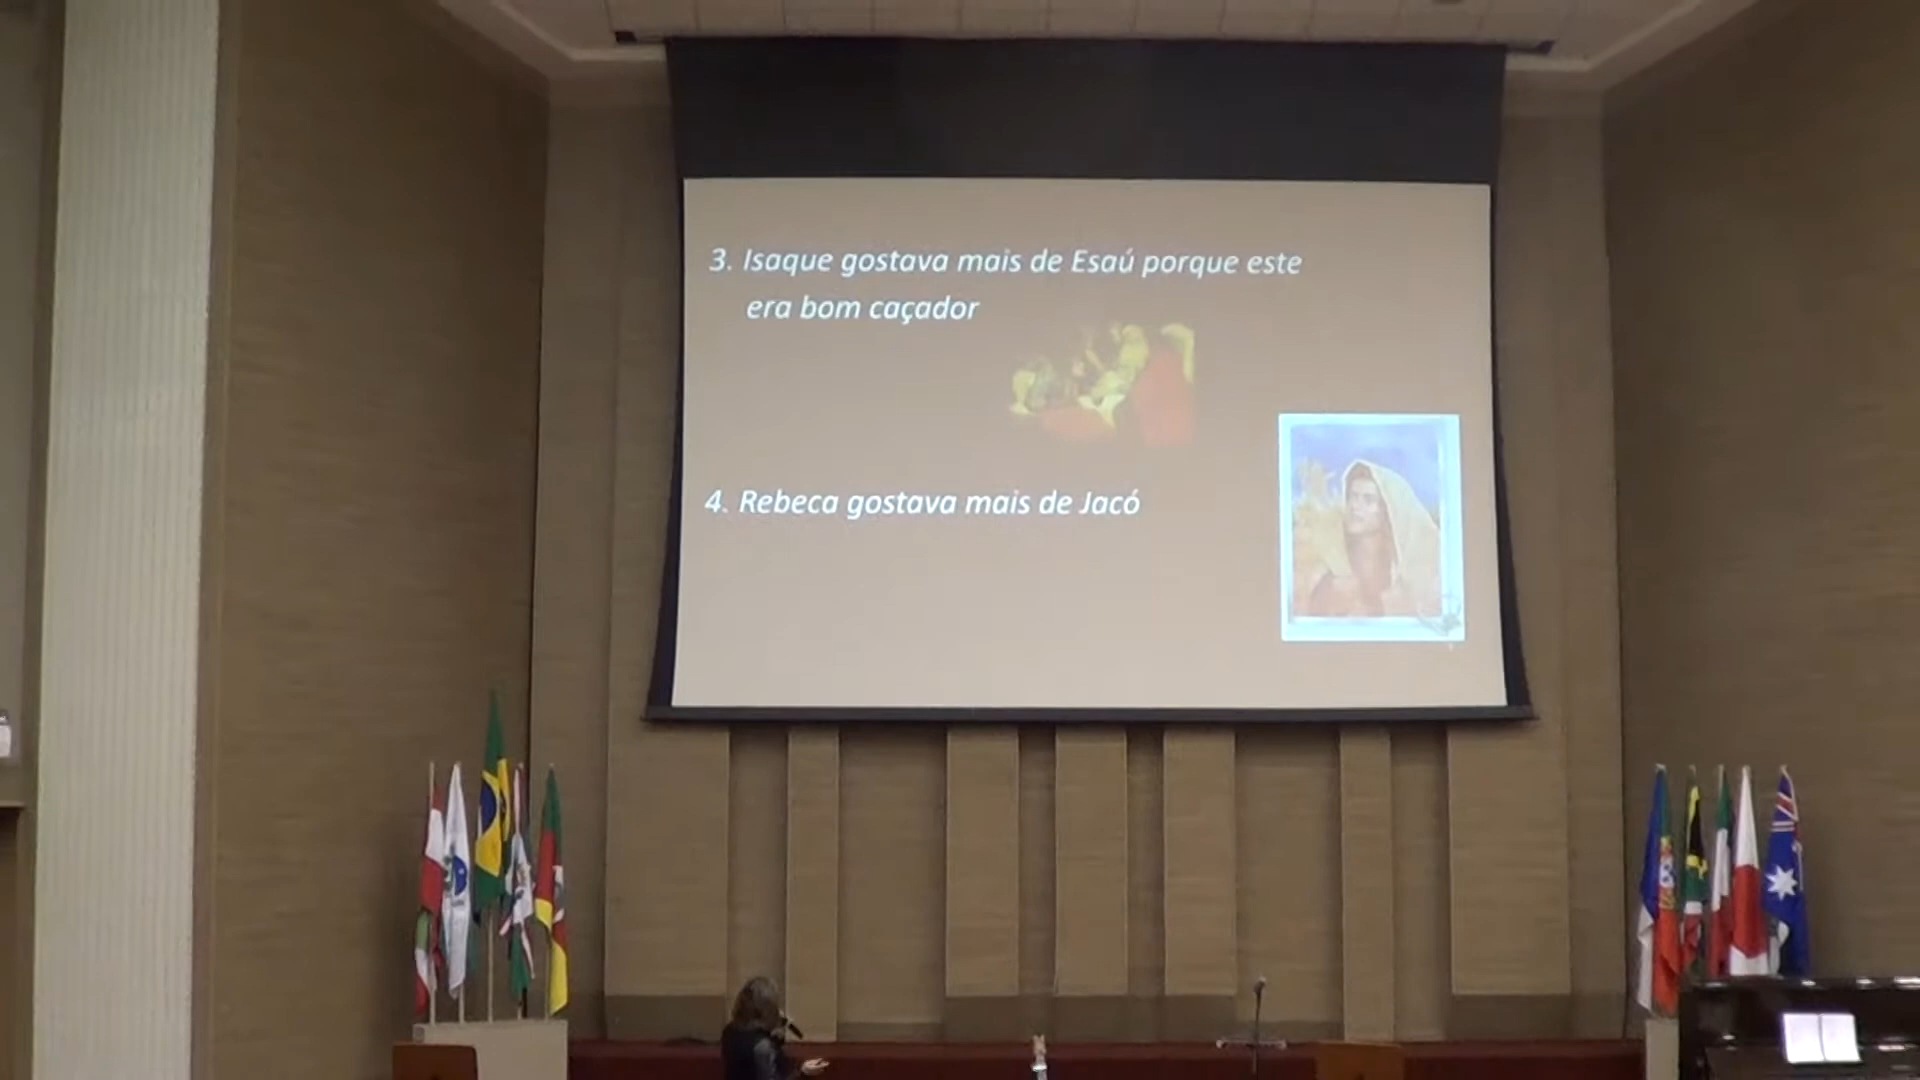 3. Isaque gostava mais de Esaú porque este
era bom caçador
4. Rebeca gostava mais de Jacó